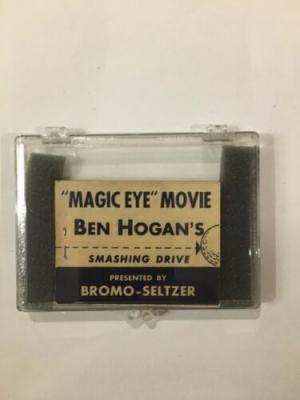 "MAGIC EYE" MOVIE
BEN HOGAN'S
SMASHING DRIVE
PRESENTED BY
BROMO-SELTZER